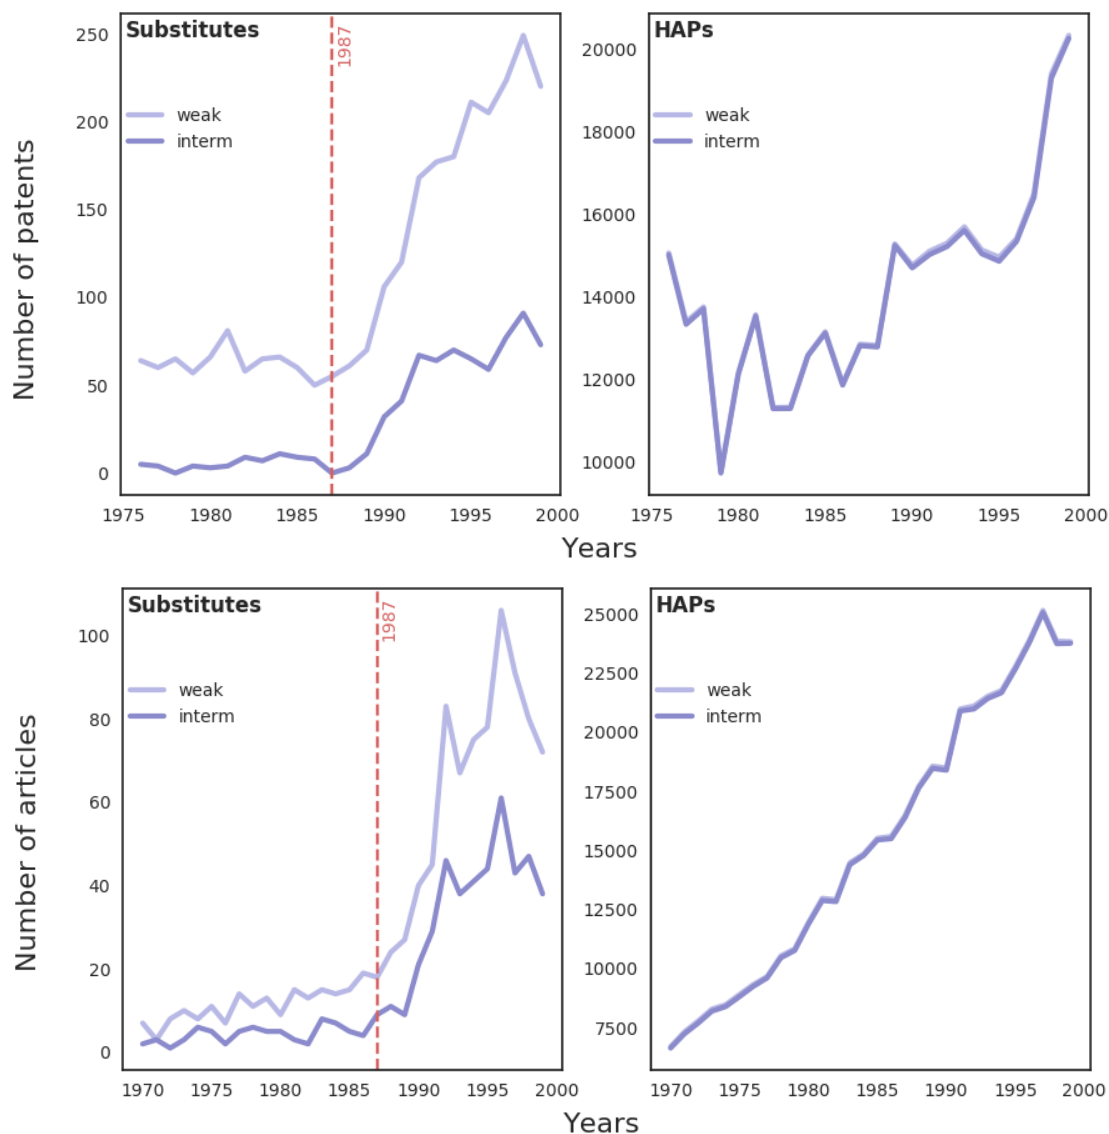 Substitutes
1987
weak
interm
250
200
150
100
50
0
1975 1980 1985 1990 1995 2000
Number of patents
HAPs
weak
interm
20000
18000
16000
14000
12000
10000
1975 1980 1985 1990 1995 2000
Years
Substitutes
1987
weak
interm
100
80
60
40
20
0
1970 1975 1980 1985 1990 1995 2000
Number of articles
HAPs
weak
interm
25000
22500
20000
17500
15000
12500
10000
7500
1970 1975 1980 1985 1990 1995 2000
Years